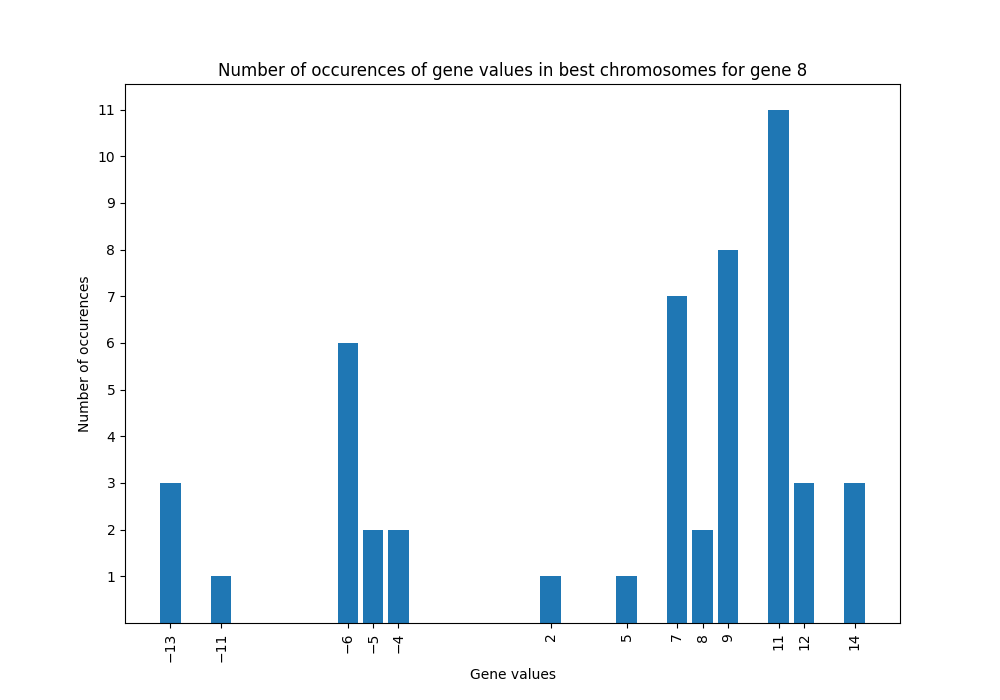 Number of occurences of gene values in best chromosomes for gene 8
11
10
9
8
7
6
5
4
3
2
1
Number of occurences
−13 −11 −6 −5 −4 2 5 7 8 9 11 12 14
Gene values